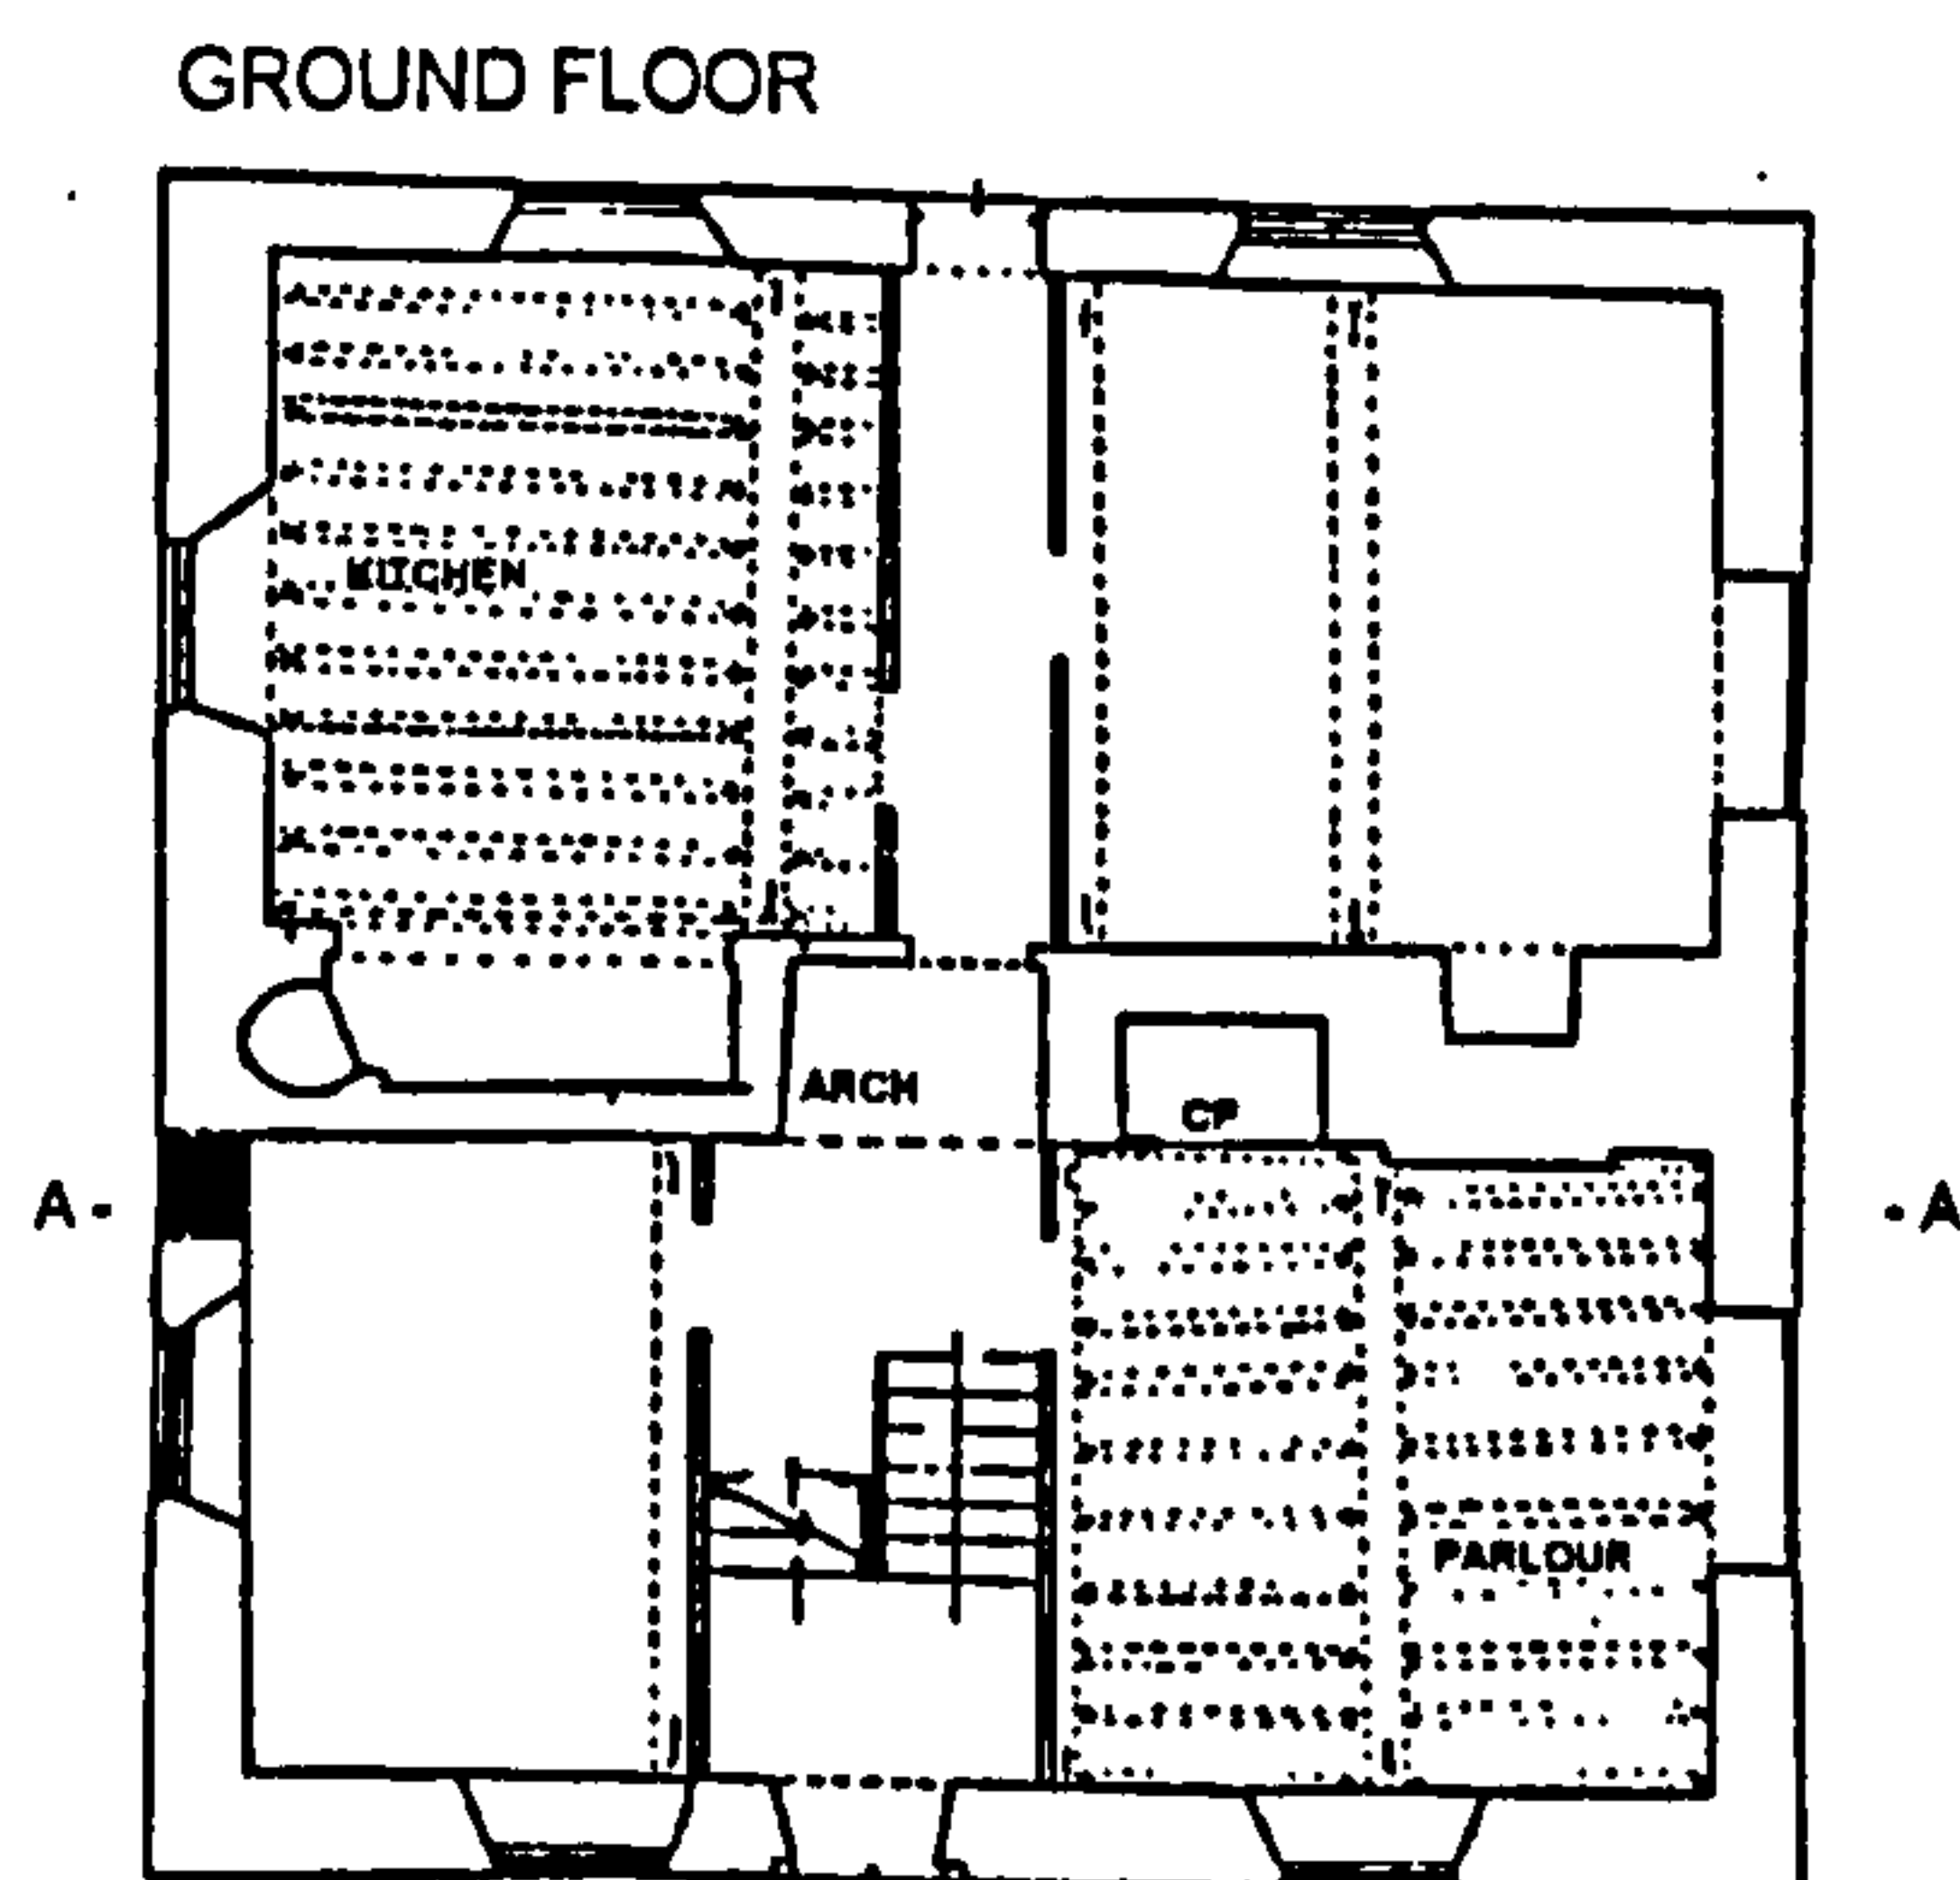 GROUND FLOOR
KITCHEN
ARCH
CP
A - - A
PARLOUR